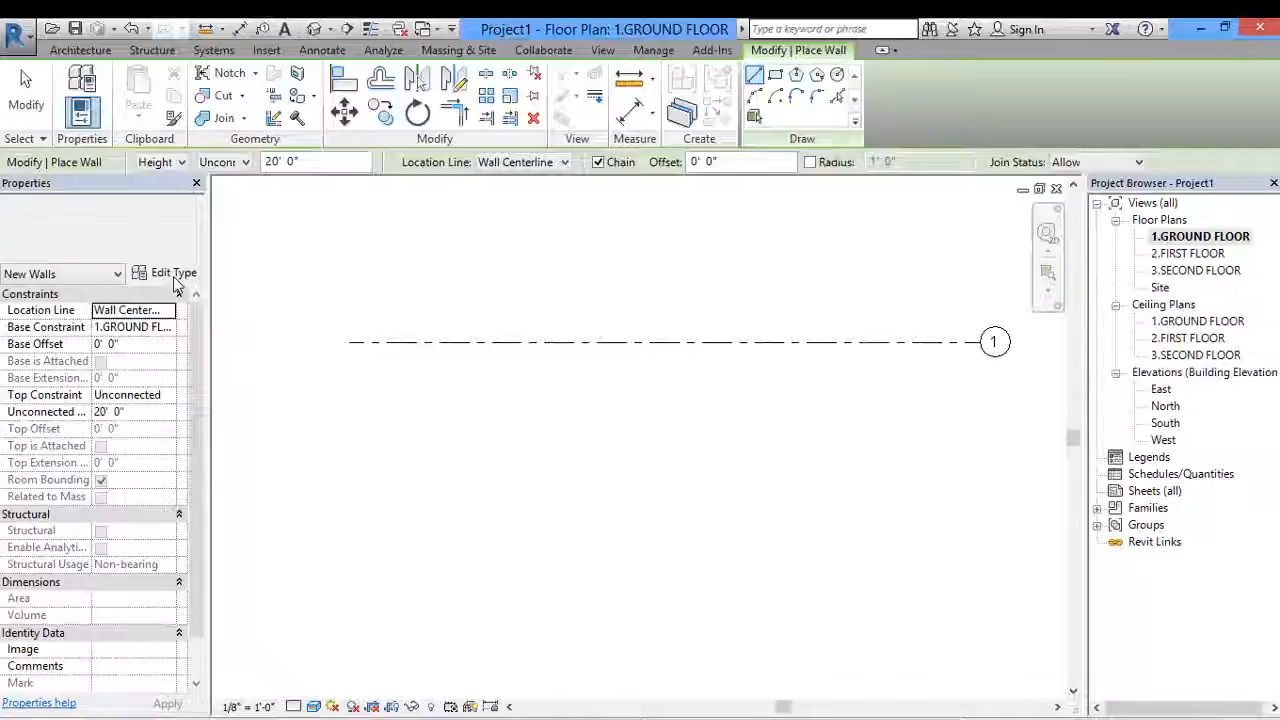 Project1 - Floor Plan: 1.GROUND FLOOR
Type a keyword or phrase
Sign In
Architecture Structure Systems Insert Annotate Analyze Massing & Site Collaborate View Manage Add-Ins Modify | Place Wall
Modify
Paste
Notch
Cut
Join
Select Properties Clipboard Geometry Modify View Measure Create Draw
Modify | Place Wall Height Unconr 20' 0" Location Line: Wall Centerline Chain Offset: 0' 0" Radius: 1' 0" Join Status: Allow
Properties
New Walls Edit Type
Constraints
Location Line Wall Center...
Base Constraint 1.GROUND FL...
Base Offset 0' 0"
Base is Attached
Base Extension... 0' 0"
Top Constraint Unconnected
Unconnected ... 20' 0"
Top Offset 0' 0"
Top is Attached
Top Extension ... 0' 0"
Room Bounding
Related to Mass
Structural
Structural
Enable Analyti...
Structural Usage Non-bearing
Dimensions
Area
Volume
Identity Data
Image
Comments
Mark
Properties help Apply
1
1/8" = 1'-0"
Project Browser - Project1
Views (all)
Floor Plans
1.GROUND FLOOR
2.FIRST FLOOR
3.SECOND FLOOR
Site
Ceiling Plans
1.GROUND FLOOR
2.FIRST FLOOR
3.SECOND FLOOR
Elevations (Building Elevation
East
North
South
West
Legends
Schedules/Quantities
Sheets (all)
Families
Groups
Revit Links